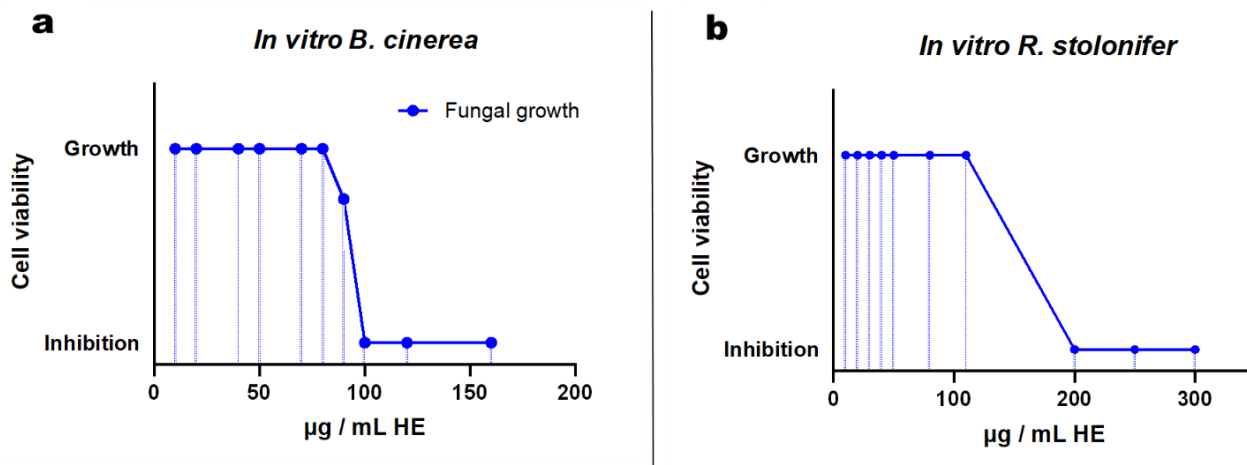 a
In vitro B. cinerea
Fungal growth
Cell viability
Growth
Inhibition
0 50 100 150 200
µg / mL HE
b
In vitro R. stolonifer
Cell viability
Growth
Inhibition
0 100 200 300
µg / mL HE